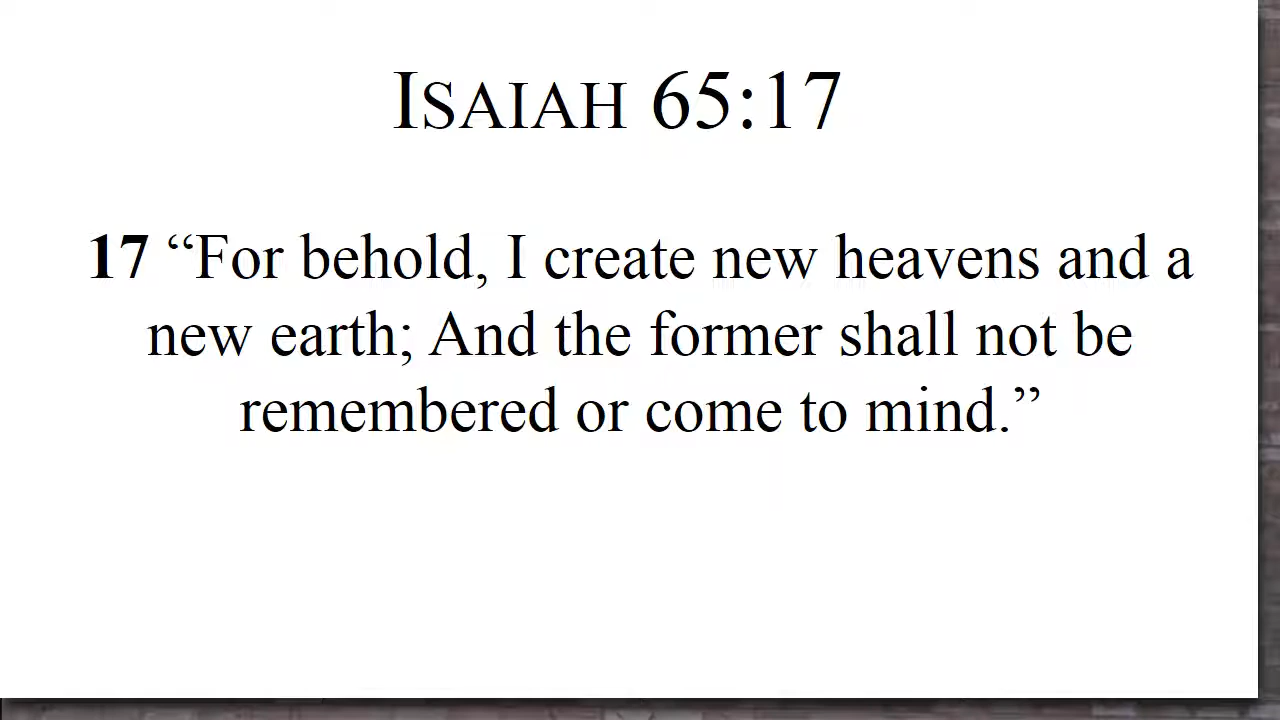 ISAIAH 65:17
17 “For behold, I create new heavens and a
new earth; And the former shall not be
remembered or come to mind.”